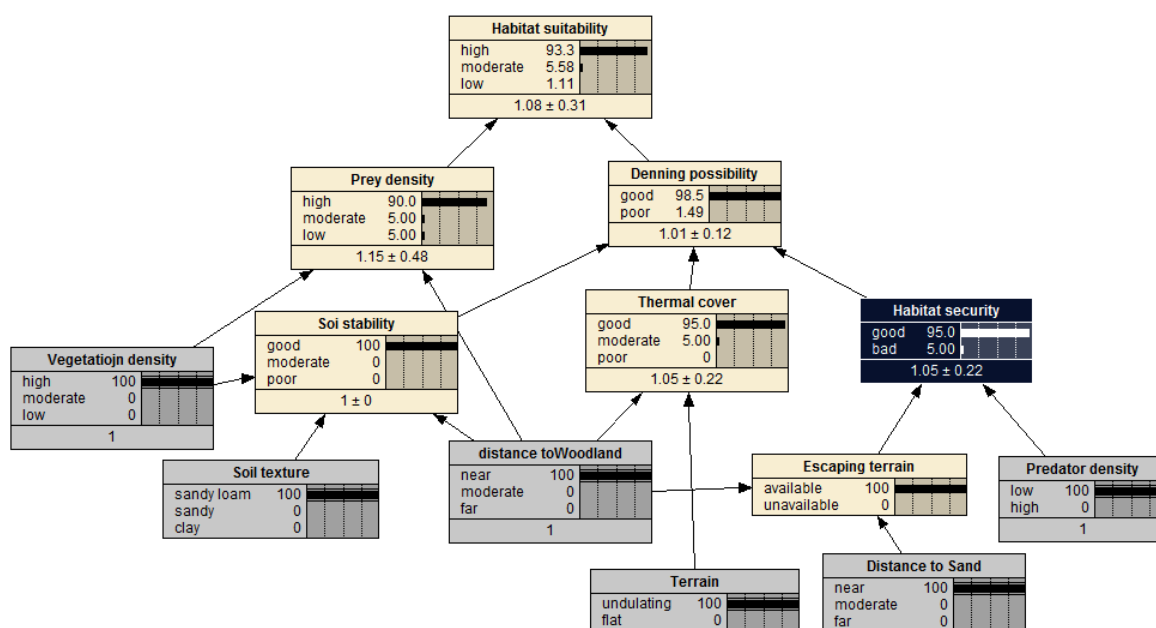 Habitat suitability
high 93.3
moderate 5.58
low 1.11
1.08 ± 0.31
Prey density
high 90.0
moderate 5.00
low 5.00
1.15 ± 0.48
Denning possibility
good 98.5
poor 1.49
1.01 ± 0.12
Soi stability
good 100
moderate 0
poor 0
1 ± 0
Thermal cover
good 95.0
moderate 5.00
poor 0
1.05 ± 0.22
Habitat security
good 95.0
bad 5.00
1.05 ± 0.22
Vegetatiojn density
high 100
moderate 0
low 0
1
Soil texture
sandy loam 100
sandy 0
clay 0
distance toWoodland
near 100
moderate 0
far 0
1
Escaping terrain
available 100
unavailable 0
Predator density
low 100
high 0
1
Terrain
undulating 100
flat 0
Distance to Sand
near 100
moderate 0
far 0